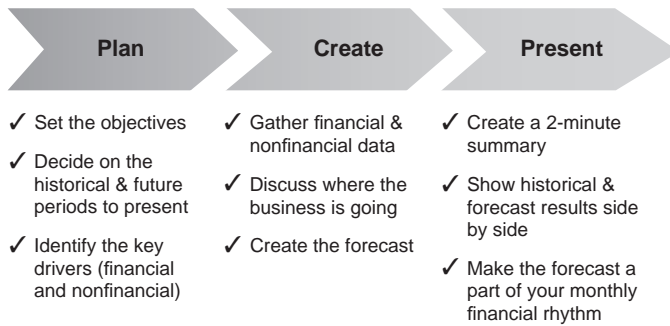 Plan
✓ Set the objectives
✓ Decide on the
historical & future
periods to present
✓ Identify the key
drivers (financial
and nonfinancial)
Create
✓ Gather financial &
nonfinancial data
✓ Discuss where the
business is going
✓ Create the forecast
Present
✓ Create a 2-minute
summary
✓ Show historical &
forecast results side
by side
✓ Make the forecast a
part of your monthly
financial rhythm